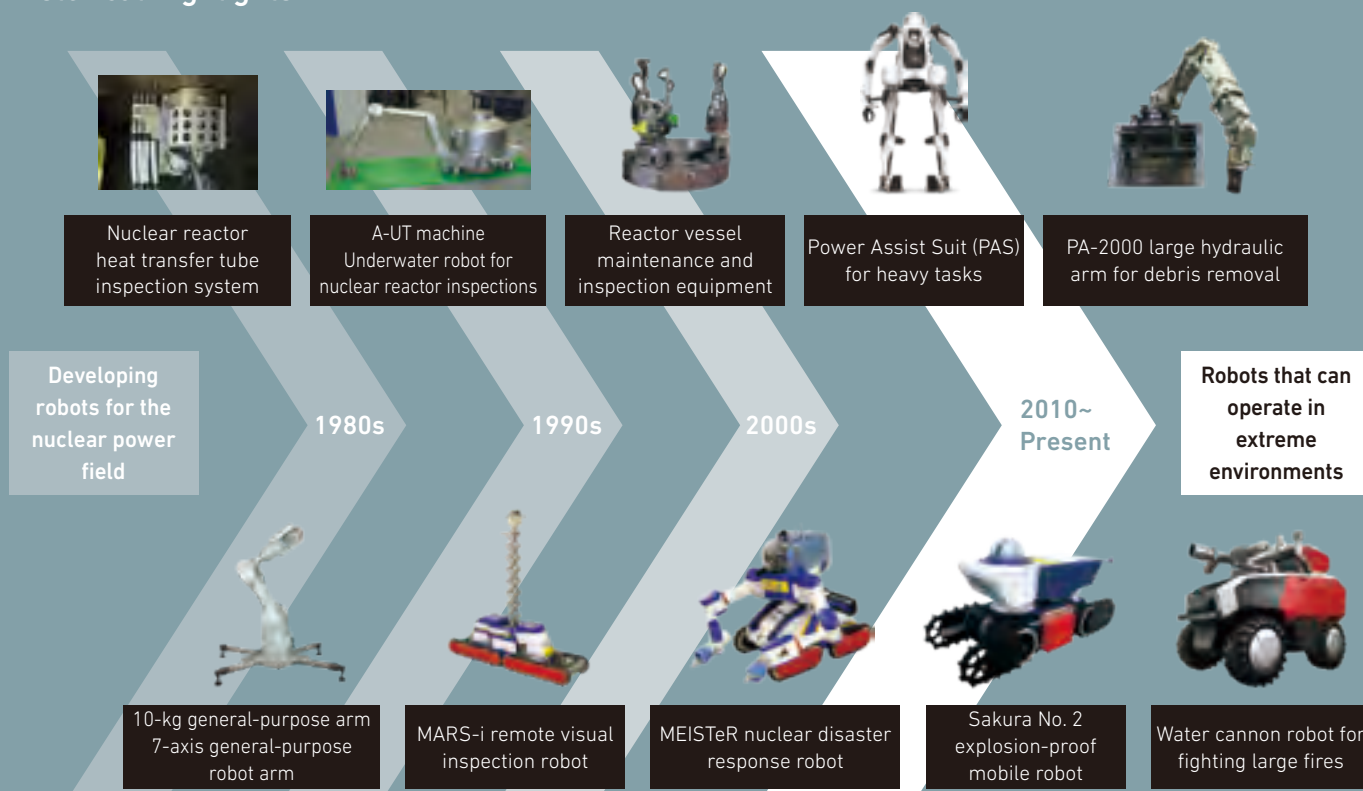 Nuclear reactor
heat transfer tube
inspection system
A-UT machine
Underwater robot for
nuclear reactor inspections
Reactor vessel
maintenance and
inspection equipment
Power Assist Suit (PAS)
for heavy tasks
PA-2000 large hydraulic
arm for debris removal
Developing
robots for the
nuclear power
field
1980s
1990s
2000s
2010~
Present
Robots that can
operate in
extreme
environments
10-kg general-purpose arm
7-axis general-purpose
robot arm
MARS-i remote visual
inspection robot
MEISTeR nuclear disaster
response robot
Sakura No. 2
explosion-proof
mobile robot
Water cannon robot for
fighting large fires